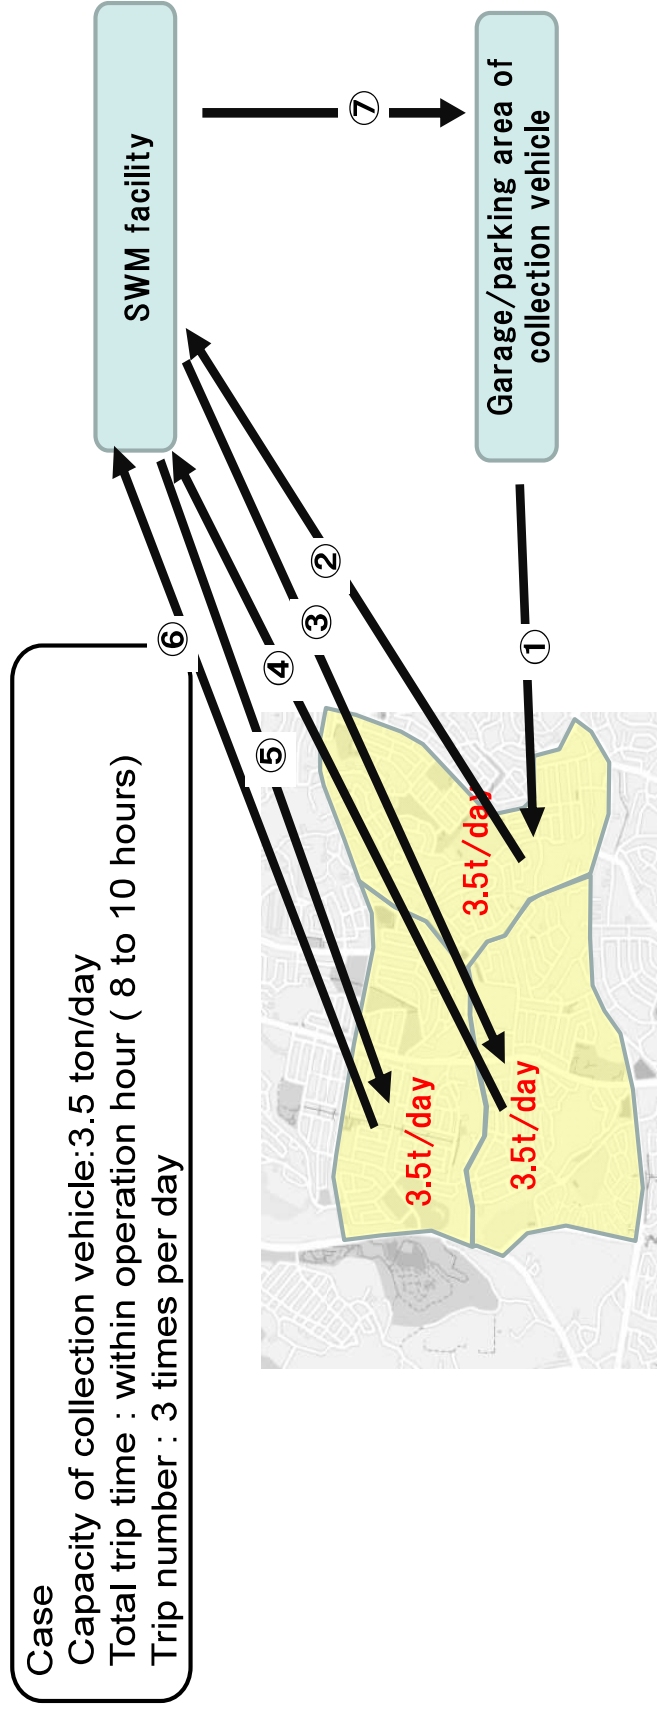 Case
Capacity of collection vehicle:3.5 ton/day
Total trip time : within operation hour ( 8 to 10 hours)
Trip number : 3 times per day
SWM facility
⑥
⑤
④
③
②
⑦
①
3.5t/day
3.5t/day
3.5t/day
Garage/parking area of
collection vehicle